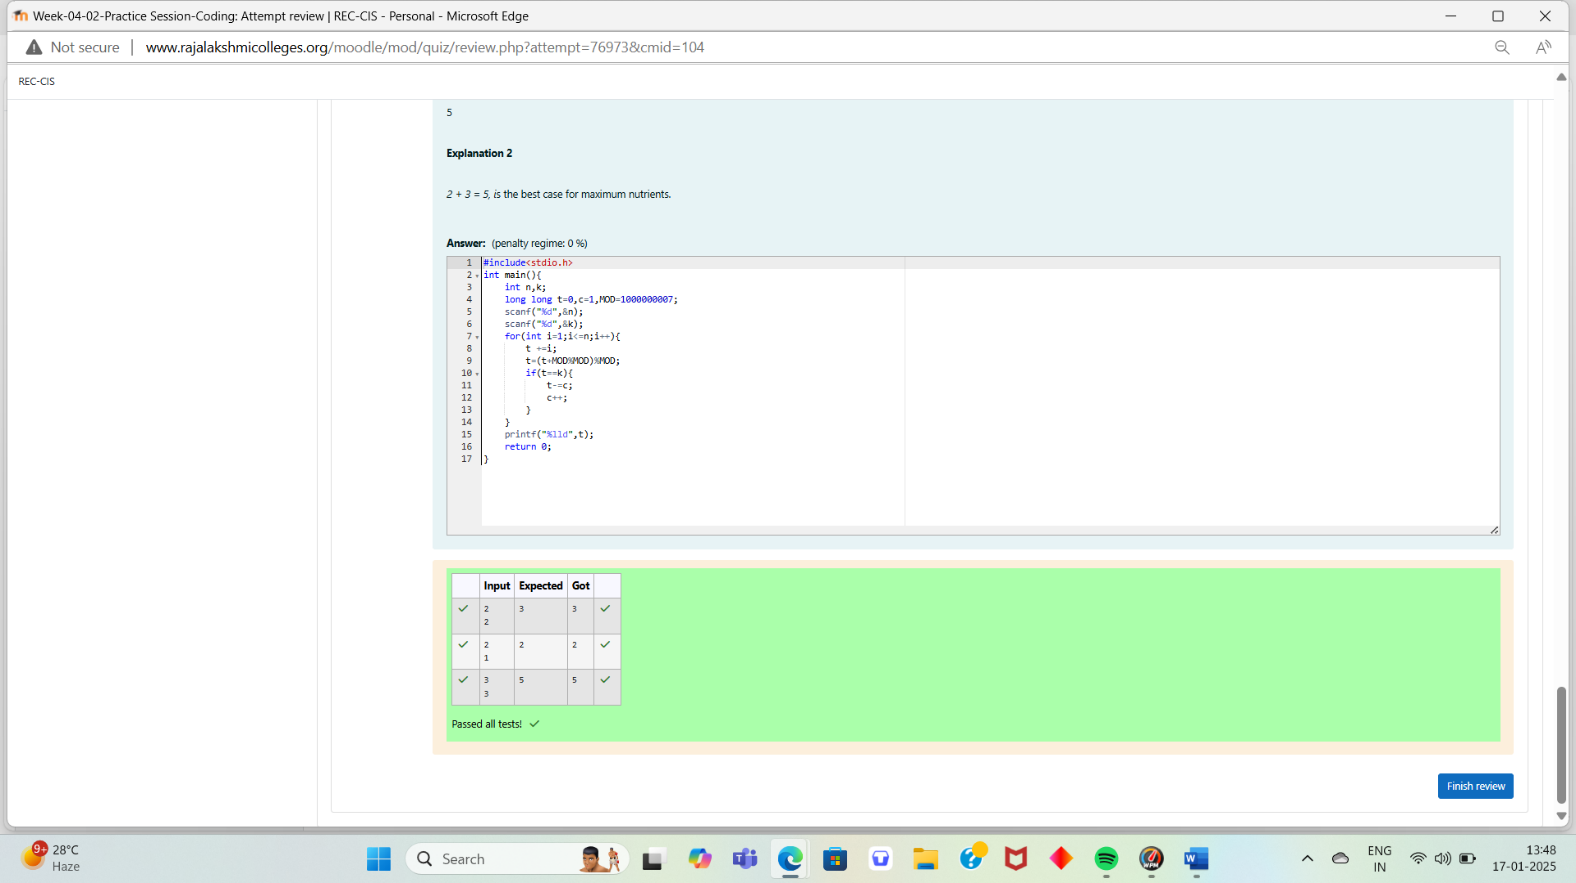 Week-04-02-Practice Session-Coding: Attempt review | REC-CIS - Personal - Microsoft Edge
Not secure | www.rajalakshmicolleges.org/moodle/mod/quiz/review.php?attempt=76973&cmid=104
REC-CIS
5
Explanation 2
2 + 3 = 5, is the best case for maximum nutrients.
Answer: (penalty regime: 0 %)
1 #include<stdio.h>
2 int main(){
3 int n,k;
4 long long t=0,c=1,MOD=1000000007;
5 scanf("%d",&n);
6 scanf("%d",&k);
7 for(int i=1;i<=n;i++){
8 t +=i;
9 t=(t+MOD%MOD)%MOD;
10 if(t==k){
11 t-=c;
12 c++;
13 }
14 }
15 printf("%lld",t);
16 return 0;
17 }
Input Expected Got
2 3 3
2
2 2 2
1
3 5 5
3
Passed all tests!
Finish review
9+ 28°C
Haze
Search
ENG
IN
13:48
17-01-2025